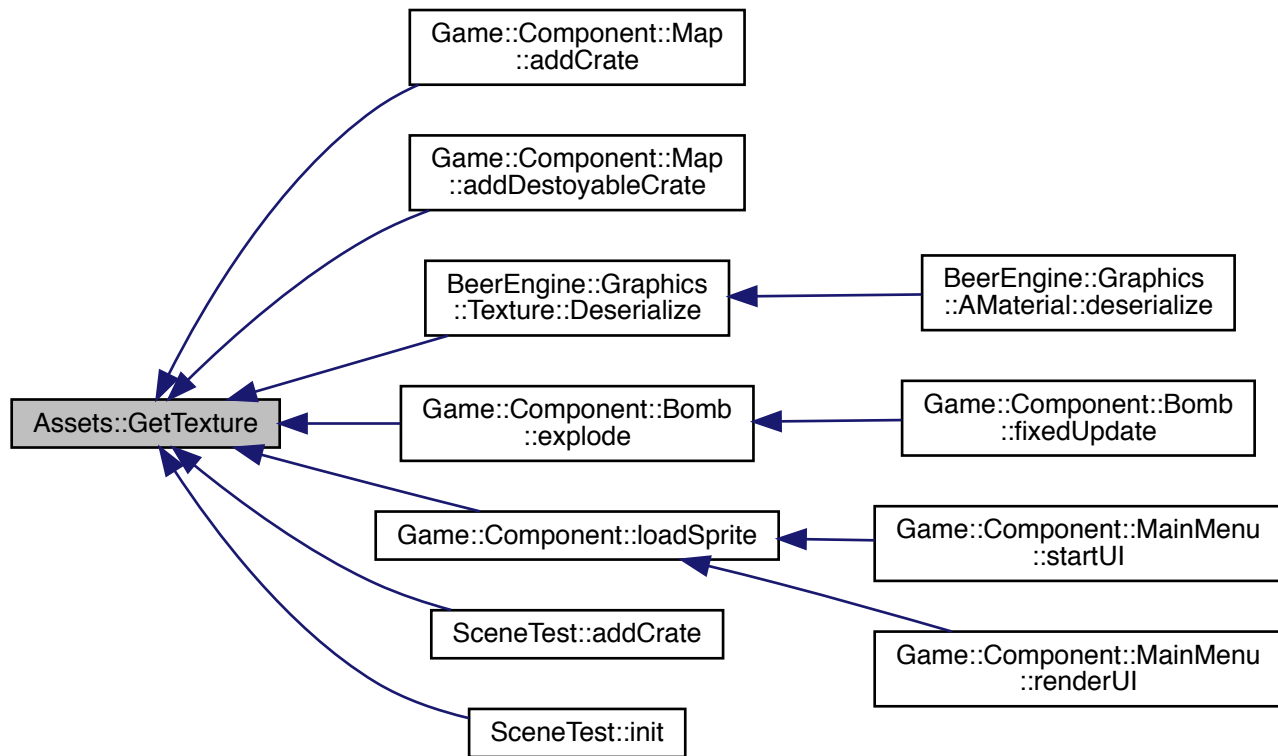 Game::Component::Map
::addCrate
Game::Component::Map
::addDestoyableCrate
BeerEngine::Graphics
::Texture::Deserialize
BeerEngine::Graphics
::AMaterial::deserialize
Assets::GetTexture
Game::Component::Bomb
::explode
Game::Component::Bomb
::fixedUpdate
Game::Component::loadSprite
Game::Component::MainMenu
::startUI
SceneTest::addCrate
Game::Component::MainMenu
::renderUI
SceneTest::init